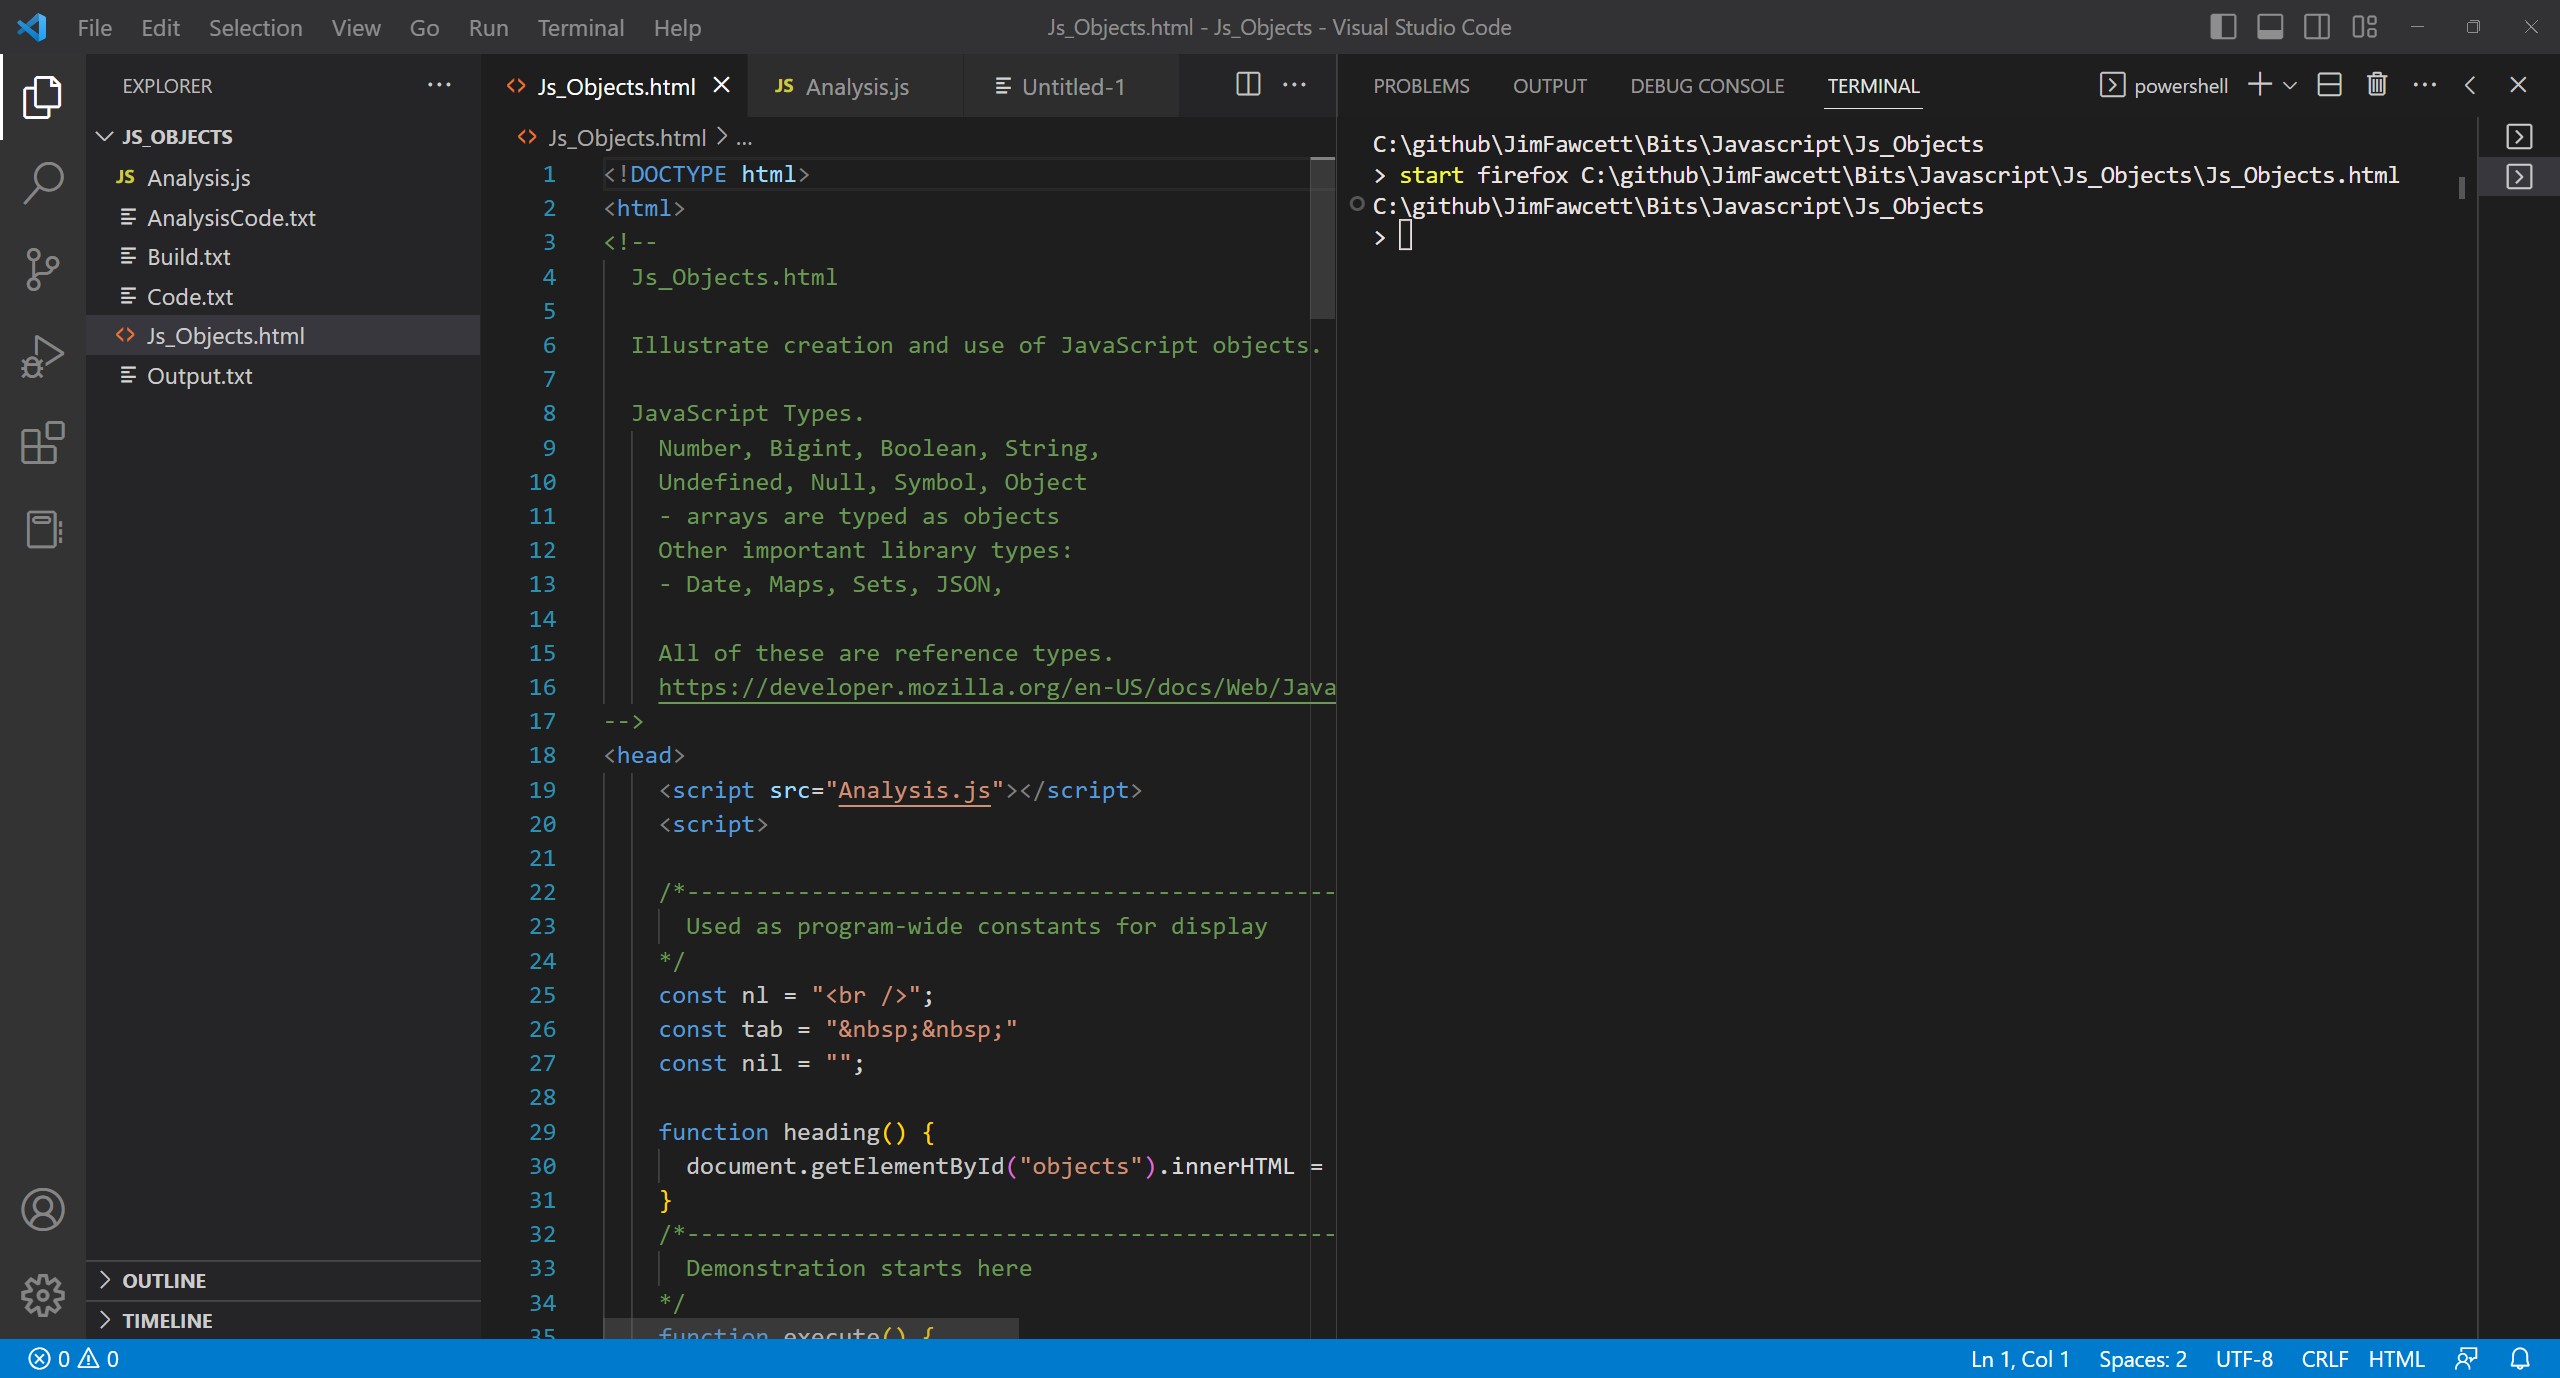 File Edit Selection View Go Run Terminal Help
Js_Objects.html - Js_Objects - Visual Studio Code
EXPLORER
JS_OBJECTS
JS Analysis.js
AnalysisCode.txt
Build.txt
Code.txt
Js_Objects.html
Output.txt
OUTLINE
TIMELINE
Js_Objects.html JS Analysis.js Untitled-1
Js_Objects.html > ...
1 <!DOCTYPE html>
2 <html>
3 <!--
4 Js_Objects.html
5
6 Illustrate creation and use of JavaScript objects.
7
8 JavaScript Types.
9 Number, Bigint, Boolean, String,
10 Undefined, Null, Symbol, Object
11 - arrays are typed as objects
12 Other important library types:
13 - Date, Maps, Sets, JSON,
14
15 All of these are reference types.
16 https://developer.mozilla.org/en-US/docs/Web/Java
17 -->
18 <head>
19 <script src="Analysis.js"></script>
20 <script>
21
22 /*-----------------------------------------------
23 Used as program-wide constants for display
24 */
25 const nl = "<br />";
26 const tab = "&nbsp;&nbsp;"
27 const nil = "";
28
29 function heading() {
30 document.getElementById("objects").innerHTML =
31 }
32 /*-----------------------------------------------
33 Demonstration starts here
34 */
35 function execute() {
PROBLEMS OUTPUT DEBUG CONSOLE TERMINAL powershell
C:\github\JimFawcett\Bits\Javascript\Js_Objects
> start firefox C:\github\JimFawcett\Bits\Javascript\Js_Objects\Js_Objects.html
C:\github\JimFawcett\Bits\Javascript\Js_Objects
>
0 0
Ln 1, Col 1 Spaces: 2 UTF-8 CRLF HTML